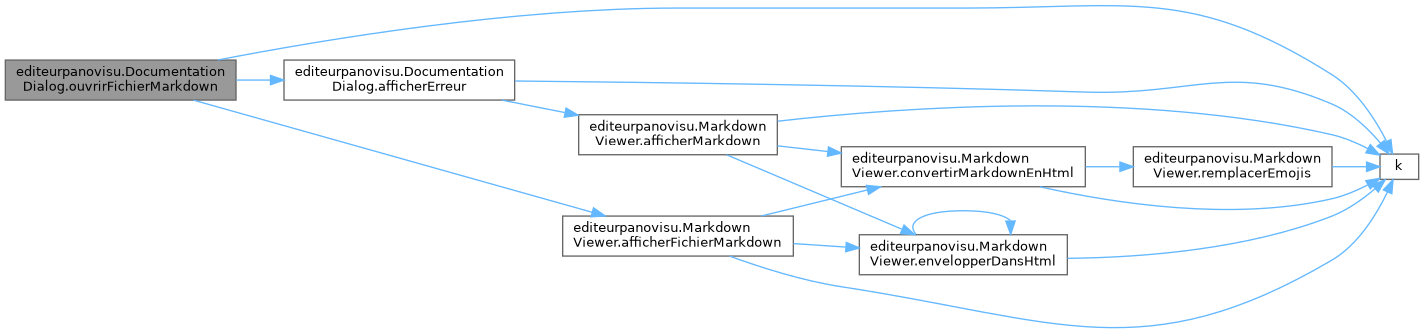 editeurpanovisu.Documentation
Dialog.ouvrirFichierMarkdown
editeurpanovisu.Documentation
Dialog.afficherErreur
editeurpanovisu.Markdown
Viewer.afficherMarkdown
editeurpanovisu.Markdown
Viewer.convertirMarkdownEnHtml
editeurpanovisu.Markdown
Viewer.remplacerEmojis
k
editeurpanovisu.Markdown
Viewer.afficherFichierMarkdown
editeurpanovisu.Markdown
Viewer.envelopperDansHtml